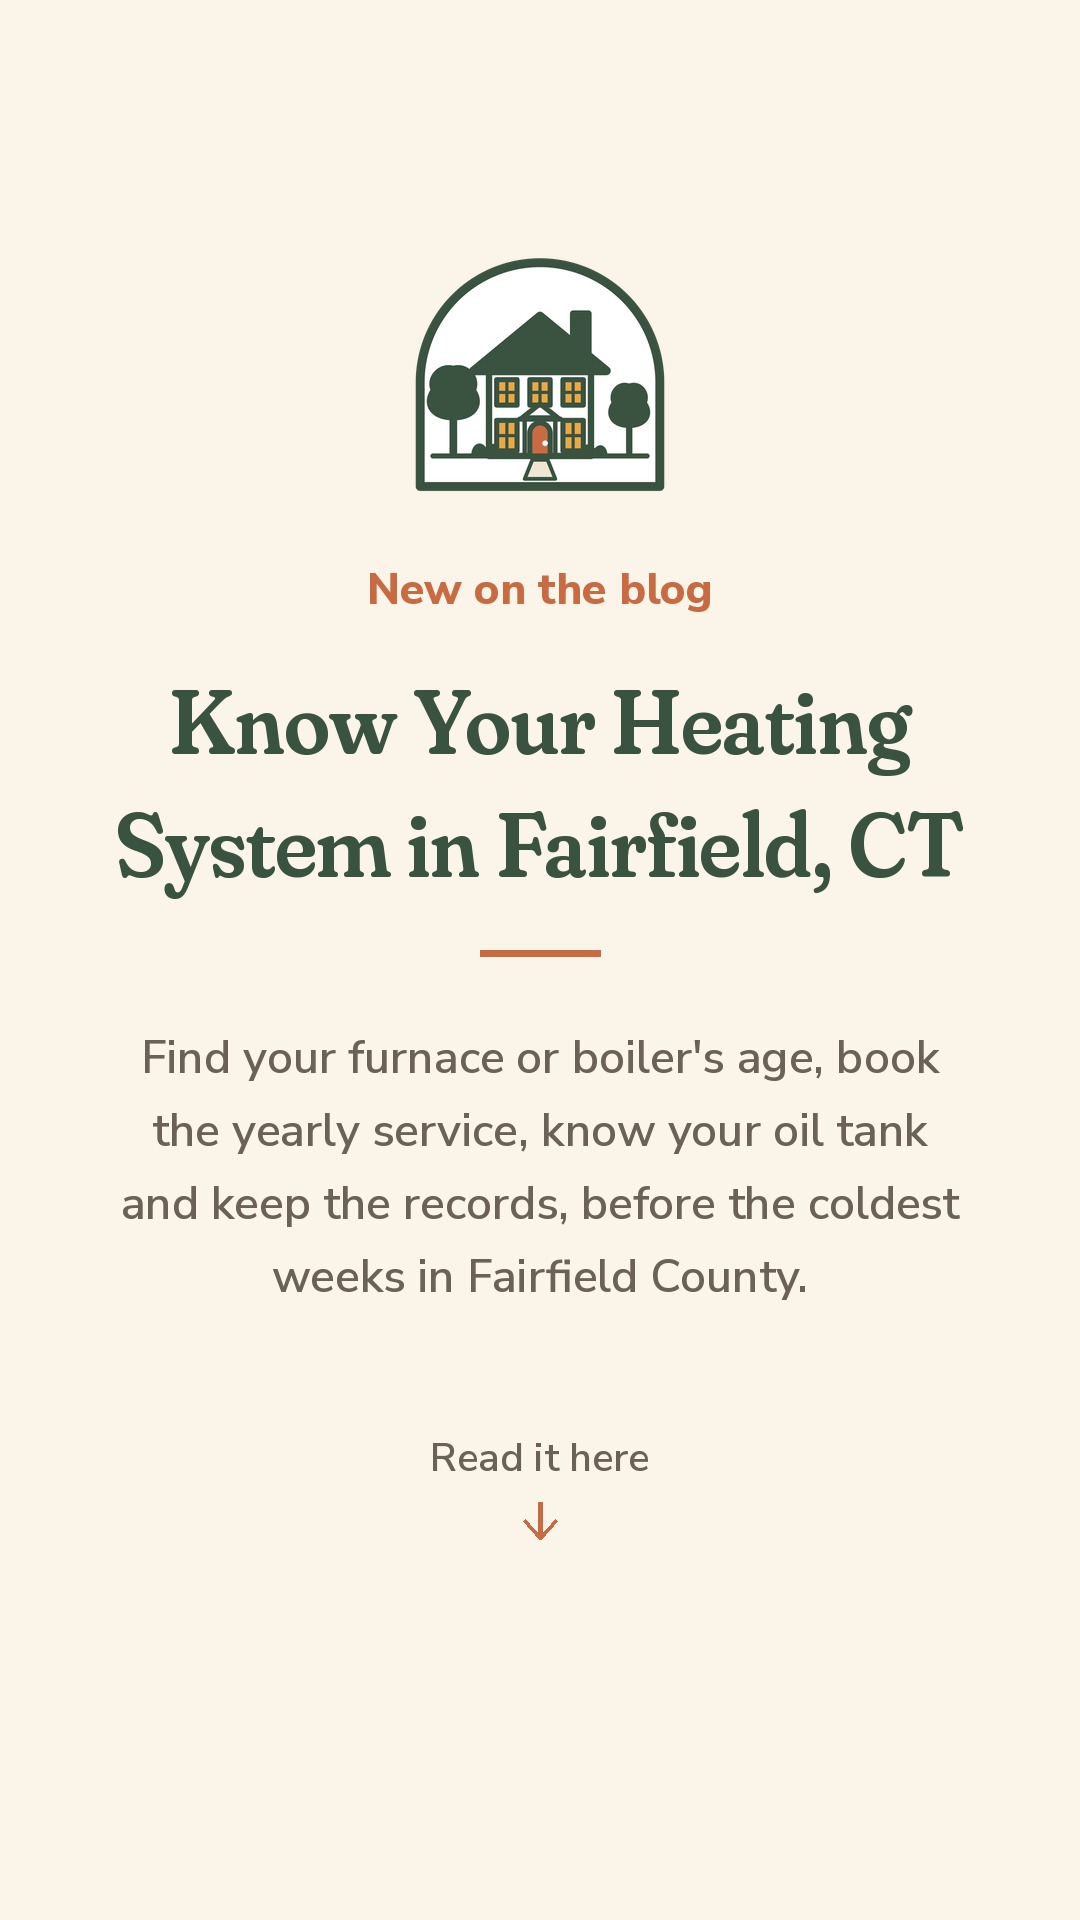 New on the blog
Know Your Heating
System in Fairfield, CT
Find your furnace or boiler's age, book
the yearly service, know your oil tank
and keep the records, before the coldest
weeks in Fairfield County.
Read it here